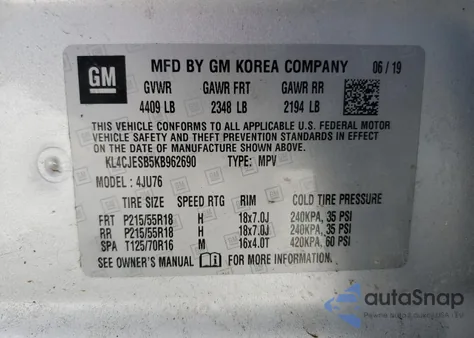 GM
MFD BY GM KOREA COMPANY 06 / 19
GVWR GAWR FRT GAWR RR
4409 LB 2348 LB 2194 LB
THIS VEHICLE CONFORMS TO ALL APPLICABLE U.S. FEDERAL MOTOR
VEHICLE SAFETY AND THEFT PREVENTION STANDARDS IN EFFECT
ON THE DATE OF MANUFACTURE SHOWN ABOVE.
KL4CJESB5KB962690 TYPE: MPV
MODEL : 4JU76
TIRE SIZE SPEED RTG RIM COLD TIRE PRESSURE
FRT P215/55R18 H 18x7.0J 240KPA, 35 PSI
RR P215/55R18 H 18x7.0J 240KPA, 35 PSI
SPA T125/70R16 M 16x4.0T 420KPA, 60 PSI
SEE OWNER'S MANUAL FOR MORE INFORMATION
autoSnap